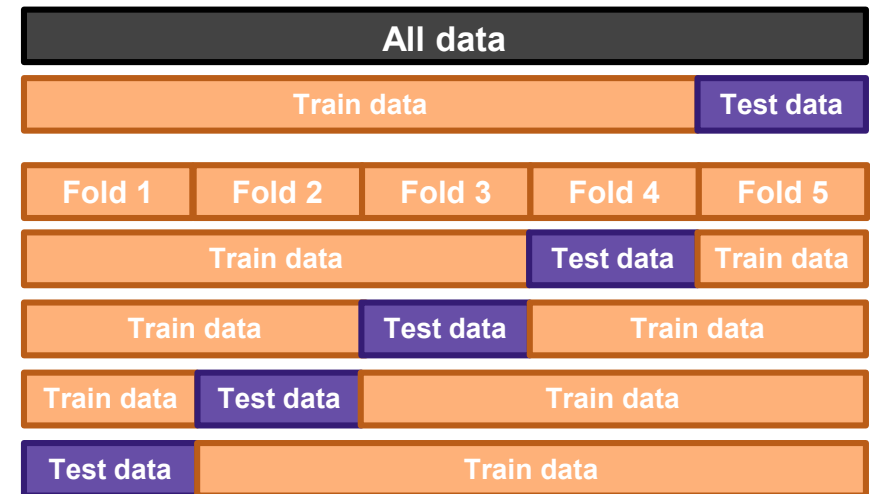 All data
Train data Test data
Fold 1 Fold 2 Fold 3 Fold 4 Fold 5
Train data Test data Train data
Train data Test data Train data
Train data Test data Train data
Test data Train data